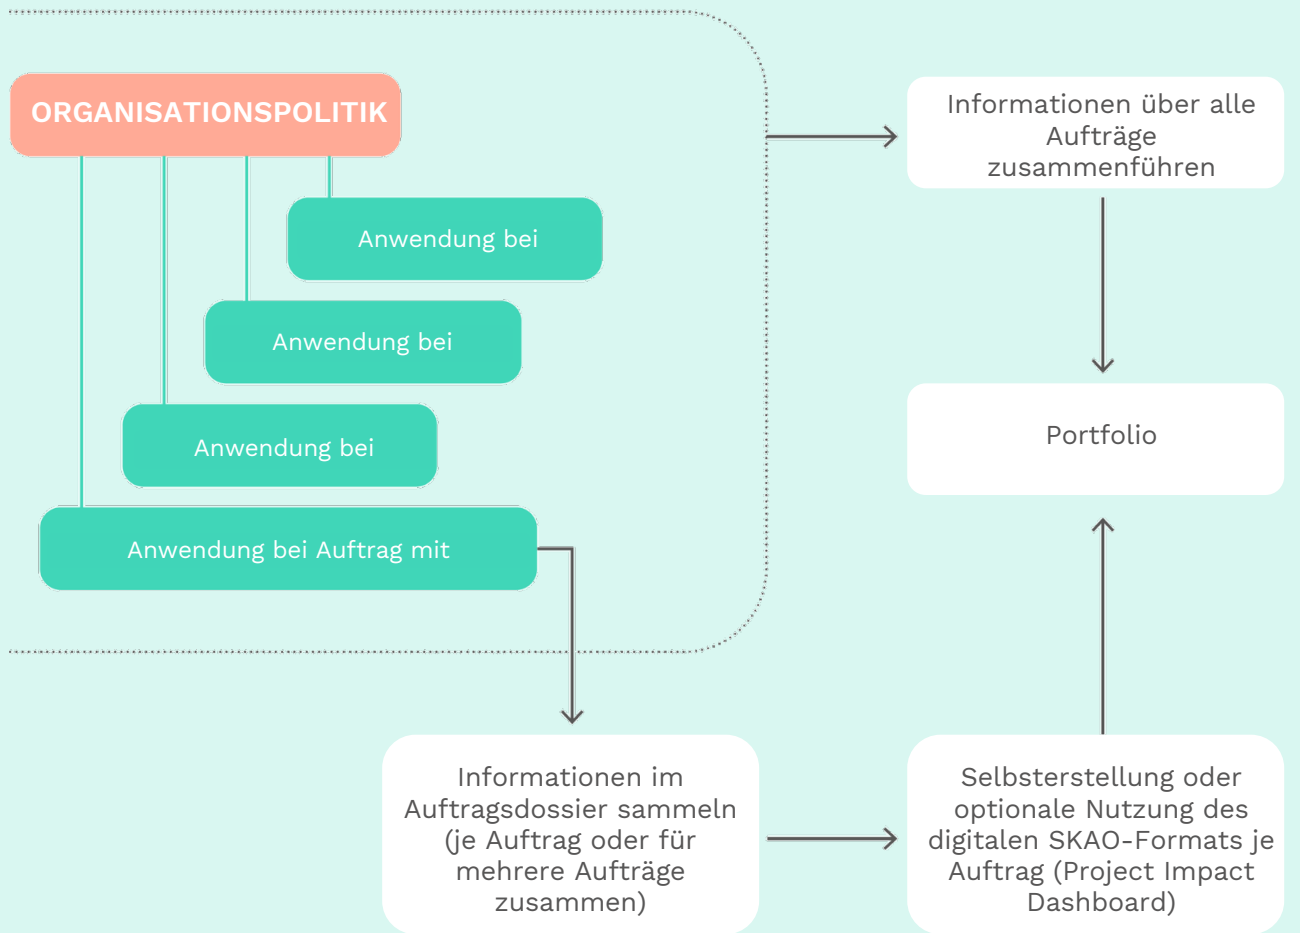 ORGANISATIONSPOLITIK
Anwendung bei
Anwendung bei
Anwendung bei
Anwendung bei Auftrag mit
Informationen über alle
Aufträge
zusammenführen
Portfolio
Informationen im
Auftragsdossier sammeln
(je Auftrag oder für
mehrere Aufträge
zusammen)
Selbsterstellung oder
optionale Nutzung des
digitalen SKAO-Formats je
Auftrag (Project Impact
Dashboard)